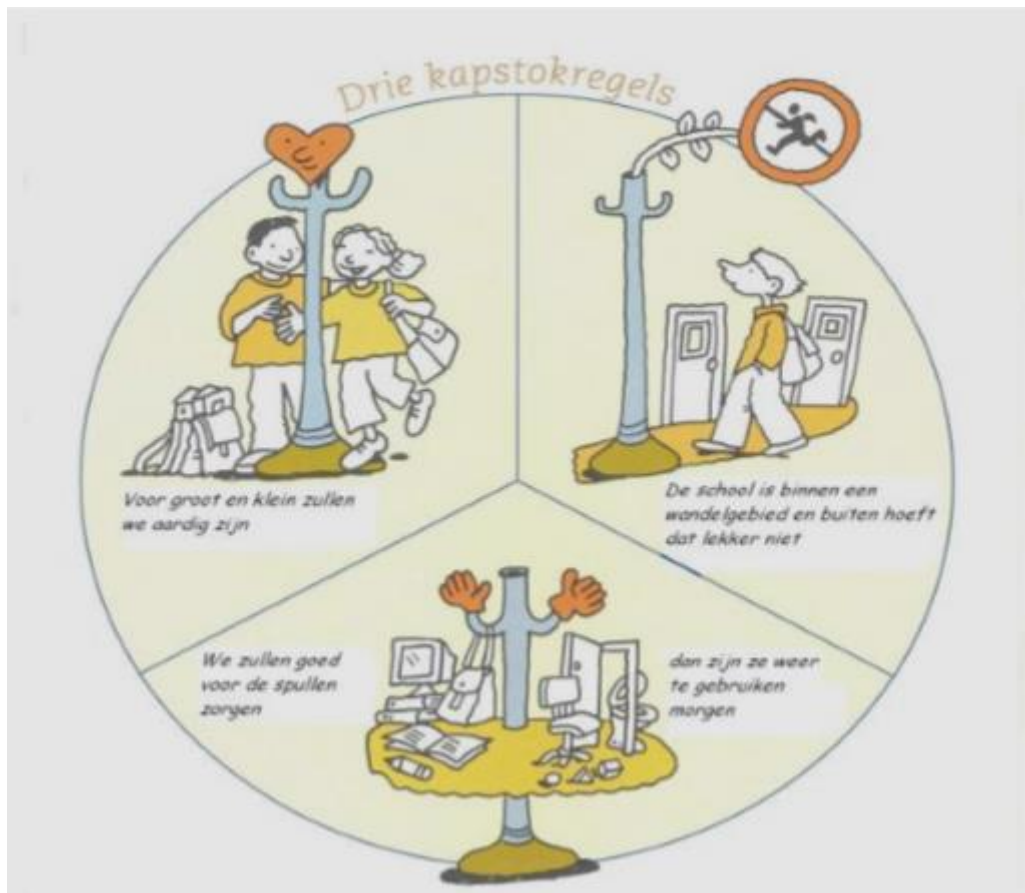 Drie kapstokregels
Voor groot en klein zullen
we aardig zijn
De school is binnen een
wandelgebied en buiten hoeft
dat lekker niet
We zullen goed
voor de spullen
zorgen
dan zijn ze weer
te gebruiken
morgen